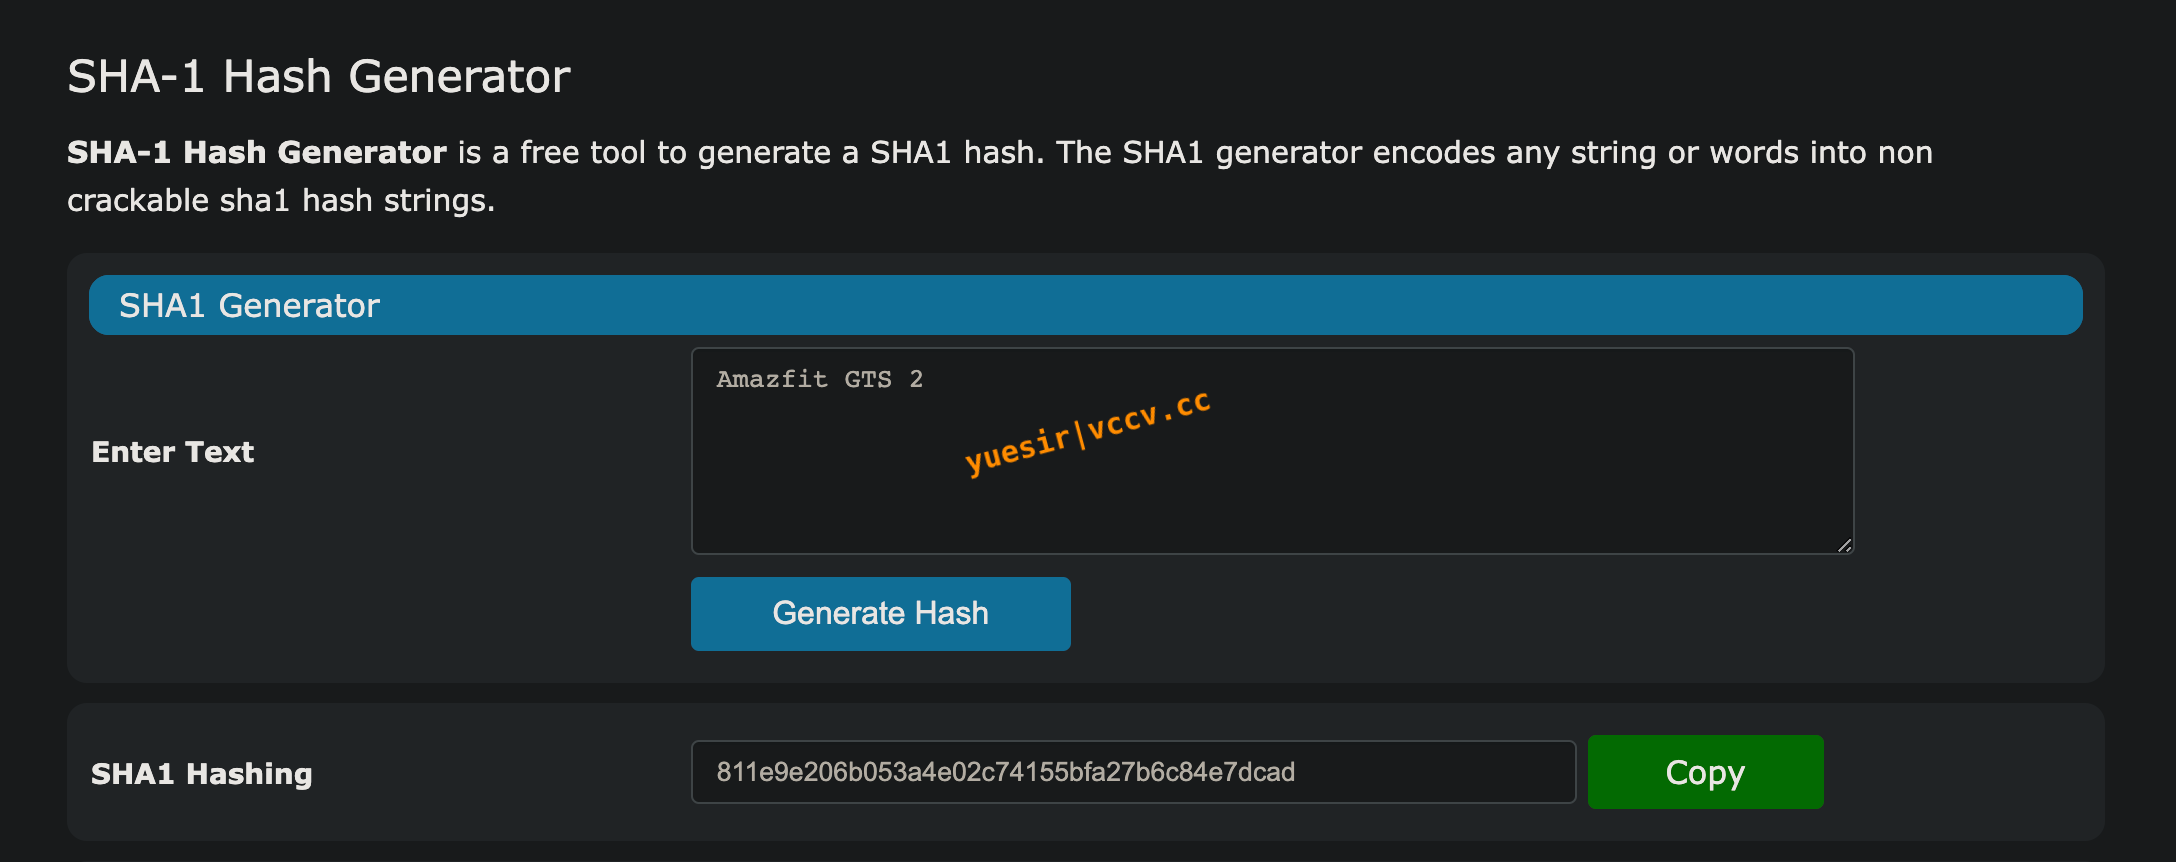 SHA-1 Hash Generator
SHA-1 Hash Generator is a free tool to generate a SHA1 hash. The SHA1 generator encodes any string or words into non
crackable sha1 hash strings.
SHA1 Generator
Enter Text
Amazfit GTS 2
yuesir|vccv.cc
Generate Hash
SHA1 Hashing
811e9e206b053a4e02c74155bfa27b6c84e7dcad
Copy